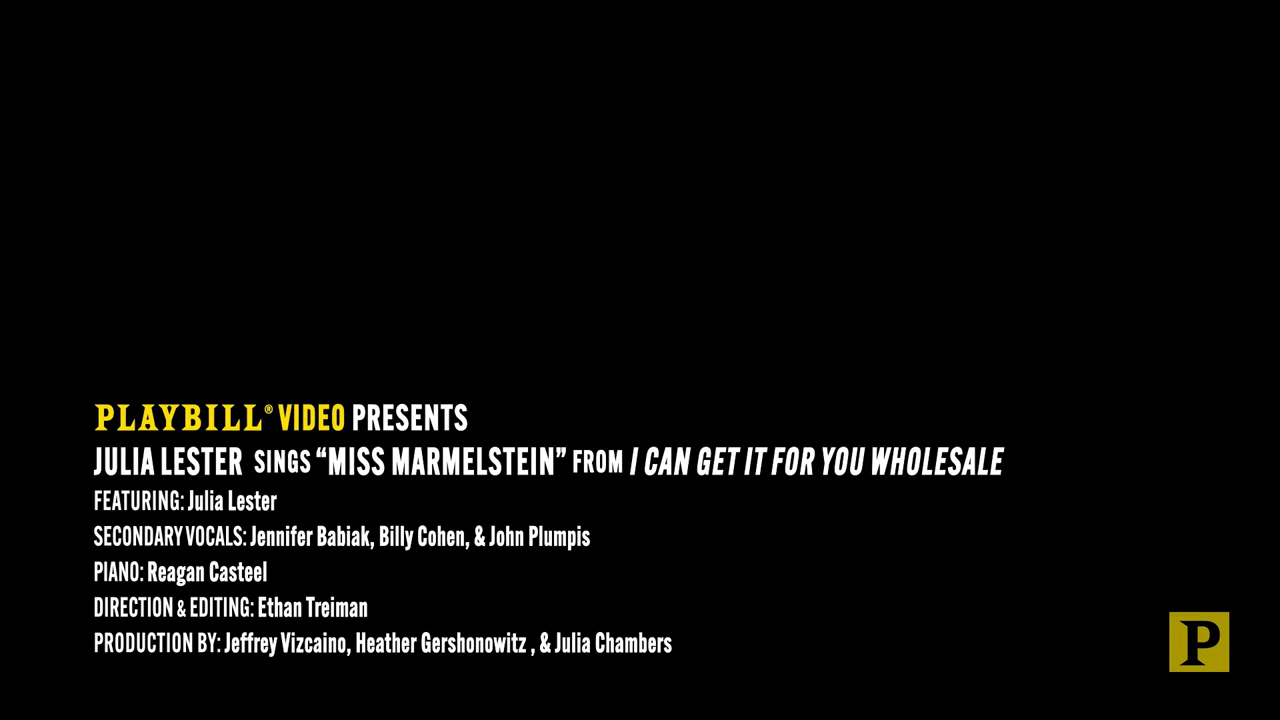 PLAYBILL® VIDEO PRESENTS
JULIA LESTER SINGS “MISS MARMELSTEIN” FROM I CAN GET IT FOR YOU WHOLESALE
FEATURING: Julia Lester
SECONDARY VOCALS: Jennifer Babiak, Billy Cohen, & John Plumpis
PIANO: Reagan Casteel
DIRECTION & EDITING: Ethan Treiman
PRODUCTION BY: Jeffrey Vizcaino, Heather Gershonowitz , & Julia Chambers
P